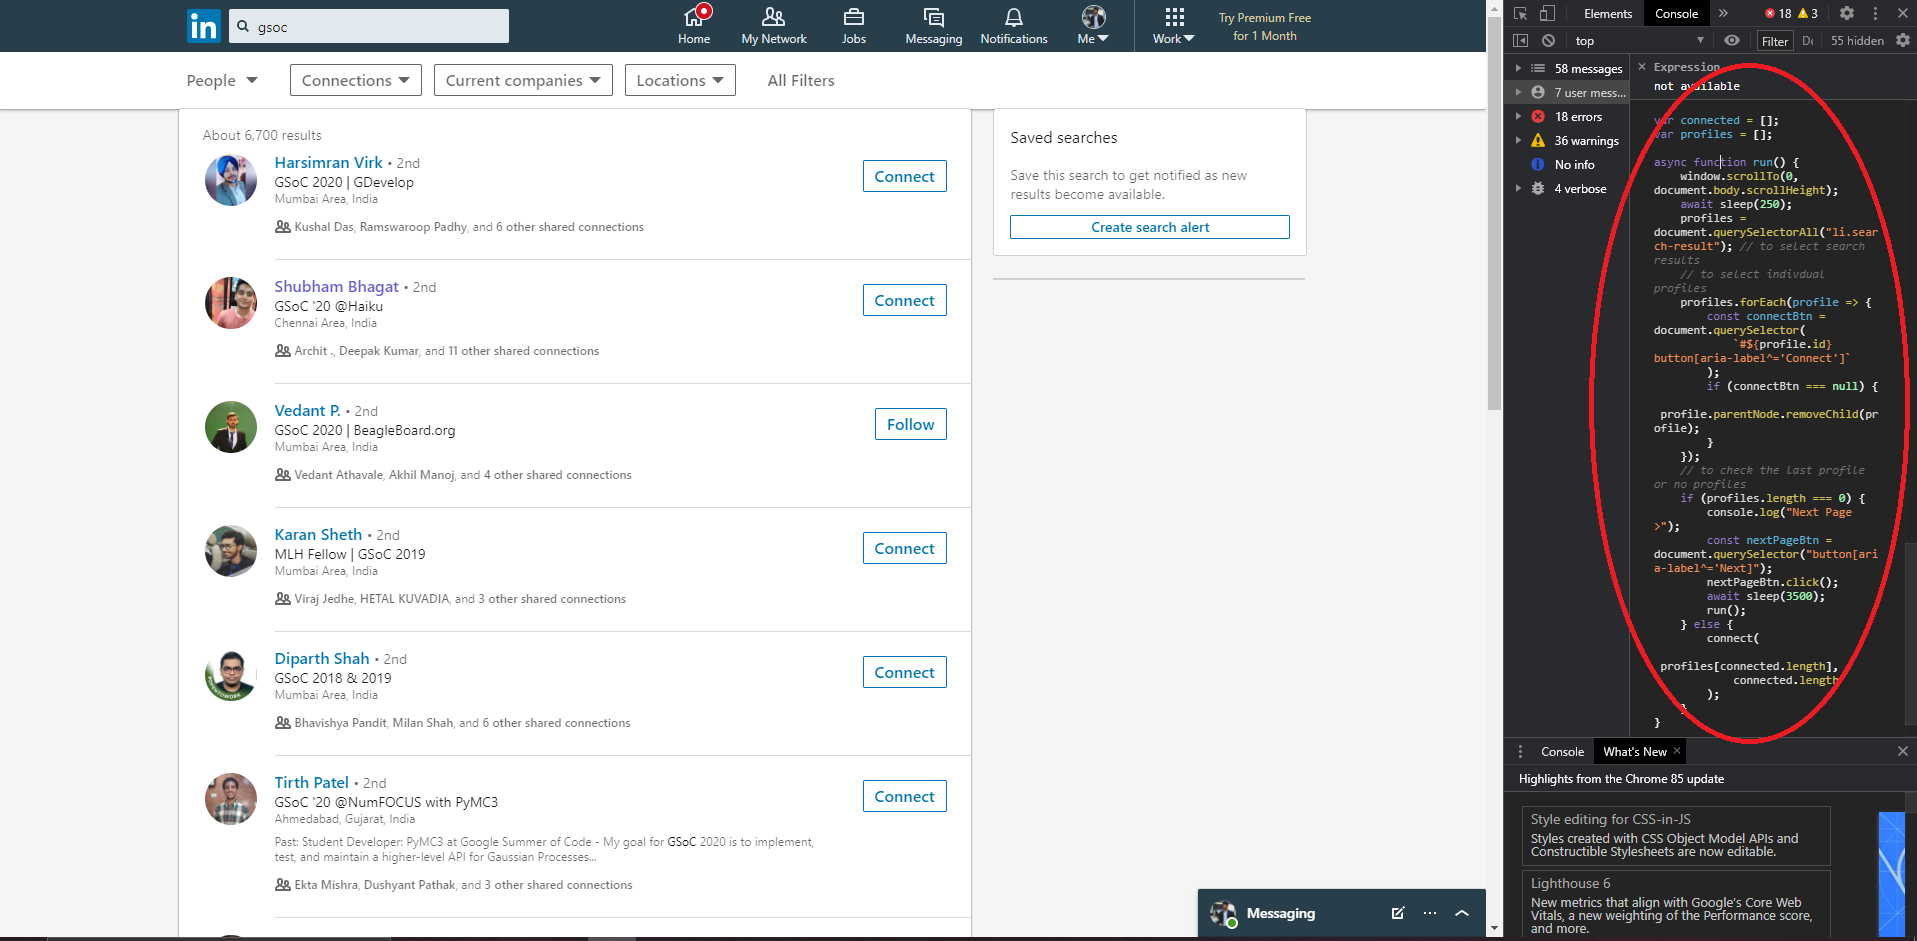 in
gsoc
Home
My Network
Jobs
Messaging
Notifications
Me
Work
Try Premium Free
for 1 Month
People
Connections
Current companies
Locations
All Filters
About 6,700 results
Harsimran Virk • 2nd
GSoC 2020 | GDevelop
Mumbai Area, India
Kushal Das, Ramswaroop Padhy, and 6 other shared connections
Connect
Shubham Bhagat • 2nd
GSoC '20 @Haiku
Chennai Area, India
Archit ., Deepak Kumar, and 11 other shared connections
Connect
Vedant P. • 2nd
GSoC 2020 | BeagleBoard.org
Mumbai Area, India
Vedant Athavale, Akhil Manoj, and 4 other shared connections
Follow
Karan Sheth • 2nd
MLH Fellow | GSoC 2019
Mumbai Area, India
Viraj Jedhe, HETAL KUVADIA, and 3 other shared connections
Connect
Diparth Shah • 2nd
GSoC 2018 & 2019
Mumbai Area, India
Bhavishya Pandit, Milan Shah, and 6 other shared connections
Connect
Tirth Patel • 2nd
GSoC '20 @NumFOCUS with PyMC3
Ahmedabad, Gujarat, India
Past: Student Developer: PyMC3 at Google Summer of Code - My goal for GSoC 2020 is to implement,
test, and maintain a higher-level API for Gaussian Processes...
Ekta Mishra, Dushyant Pathak, and 3 other shared connections
Connect
Saved searches
Save this search to get notified as new
results become available.
Create search alert
Messaging
Elements
Console
18
3
top
Filter
De
55 hidden
58 messages
7 user mess...
18 errors
36 warnings
No info
4 verbose
Expression
not available
var connected = [];
var profiles = [];
async function run() {
window.scrollTo(0,
document.body.scrollHeight);
await sleep(250);
profiles =
document.querySelectorAll("li.sear
ch-result"); // to select search
results
// to select indivdual
profiles
profiles.forEach(profile => {
const connectBtn =
document.querySelector(
`#${profile.id}
button[aria-label^='Connect']`
);
if (connectBtn === null) {
profile.parentNode.removeChild(pr
ofile);
}
});
// to check the last profile
or no profiles
if (profiles.length === 0) {
console.log("Next Page
>");
const nextPageBtn =
document.querySelector("button[ari
a-label^='Next]");
nextPageBtn.click();
await sleep(3500);
run();
} else {
connect(
profiles[connected.length],
connected.length
);
}
}
Console
What's New
Highlights from the Chrome 85 update
Style editing for CSS-in-JS
Styles created with CSS Object Model APIs and
Constructible Stylesheets are now editable.
Lighthouse 6
New metrics that align with Google's Core Web
Vitals, a new weighting of the Performance score,
and more.